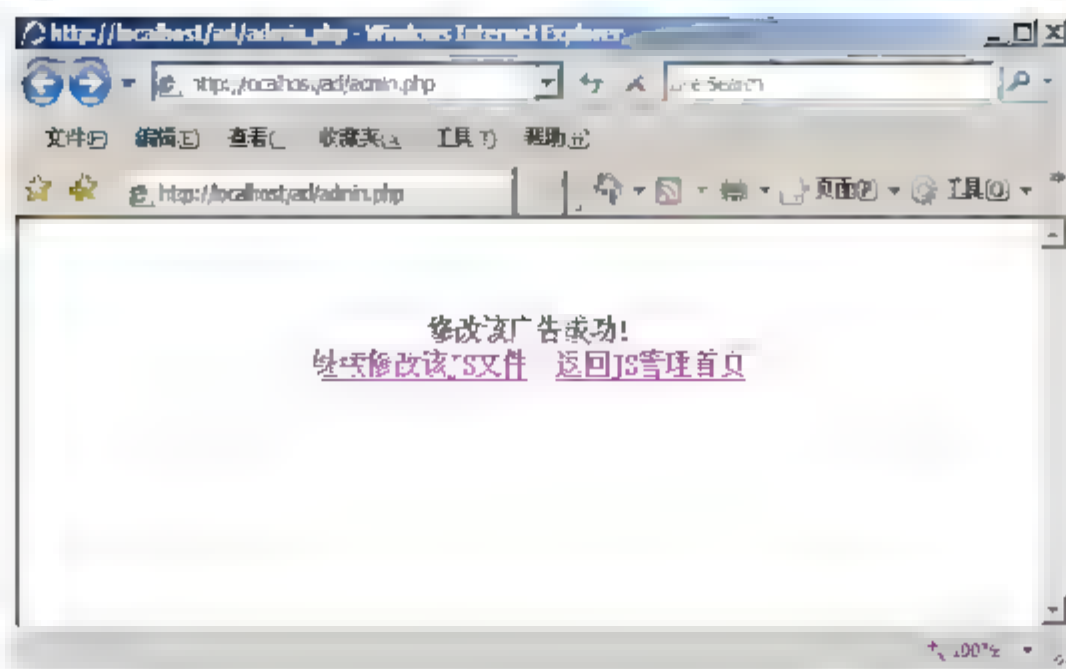 http://localhost/ad/admin.php - Windows Internet Explorer
http://localhost/ad/admin.php
Live Search
文件(F) 编辑(E) 查看( 收藏夹(A 工具(T) 帮助(H)
http://localhost/ad/admin.php
页面(P) 工具(O)
修改该广告成功!
继续修改该JS文件 返回JS管理首页
100%